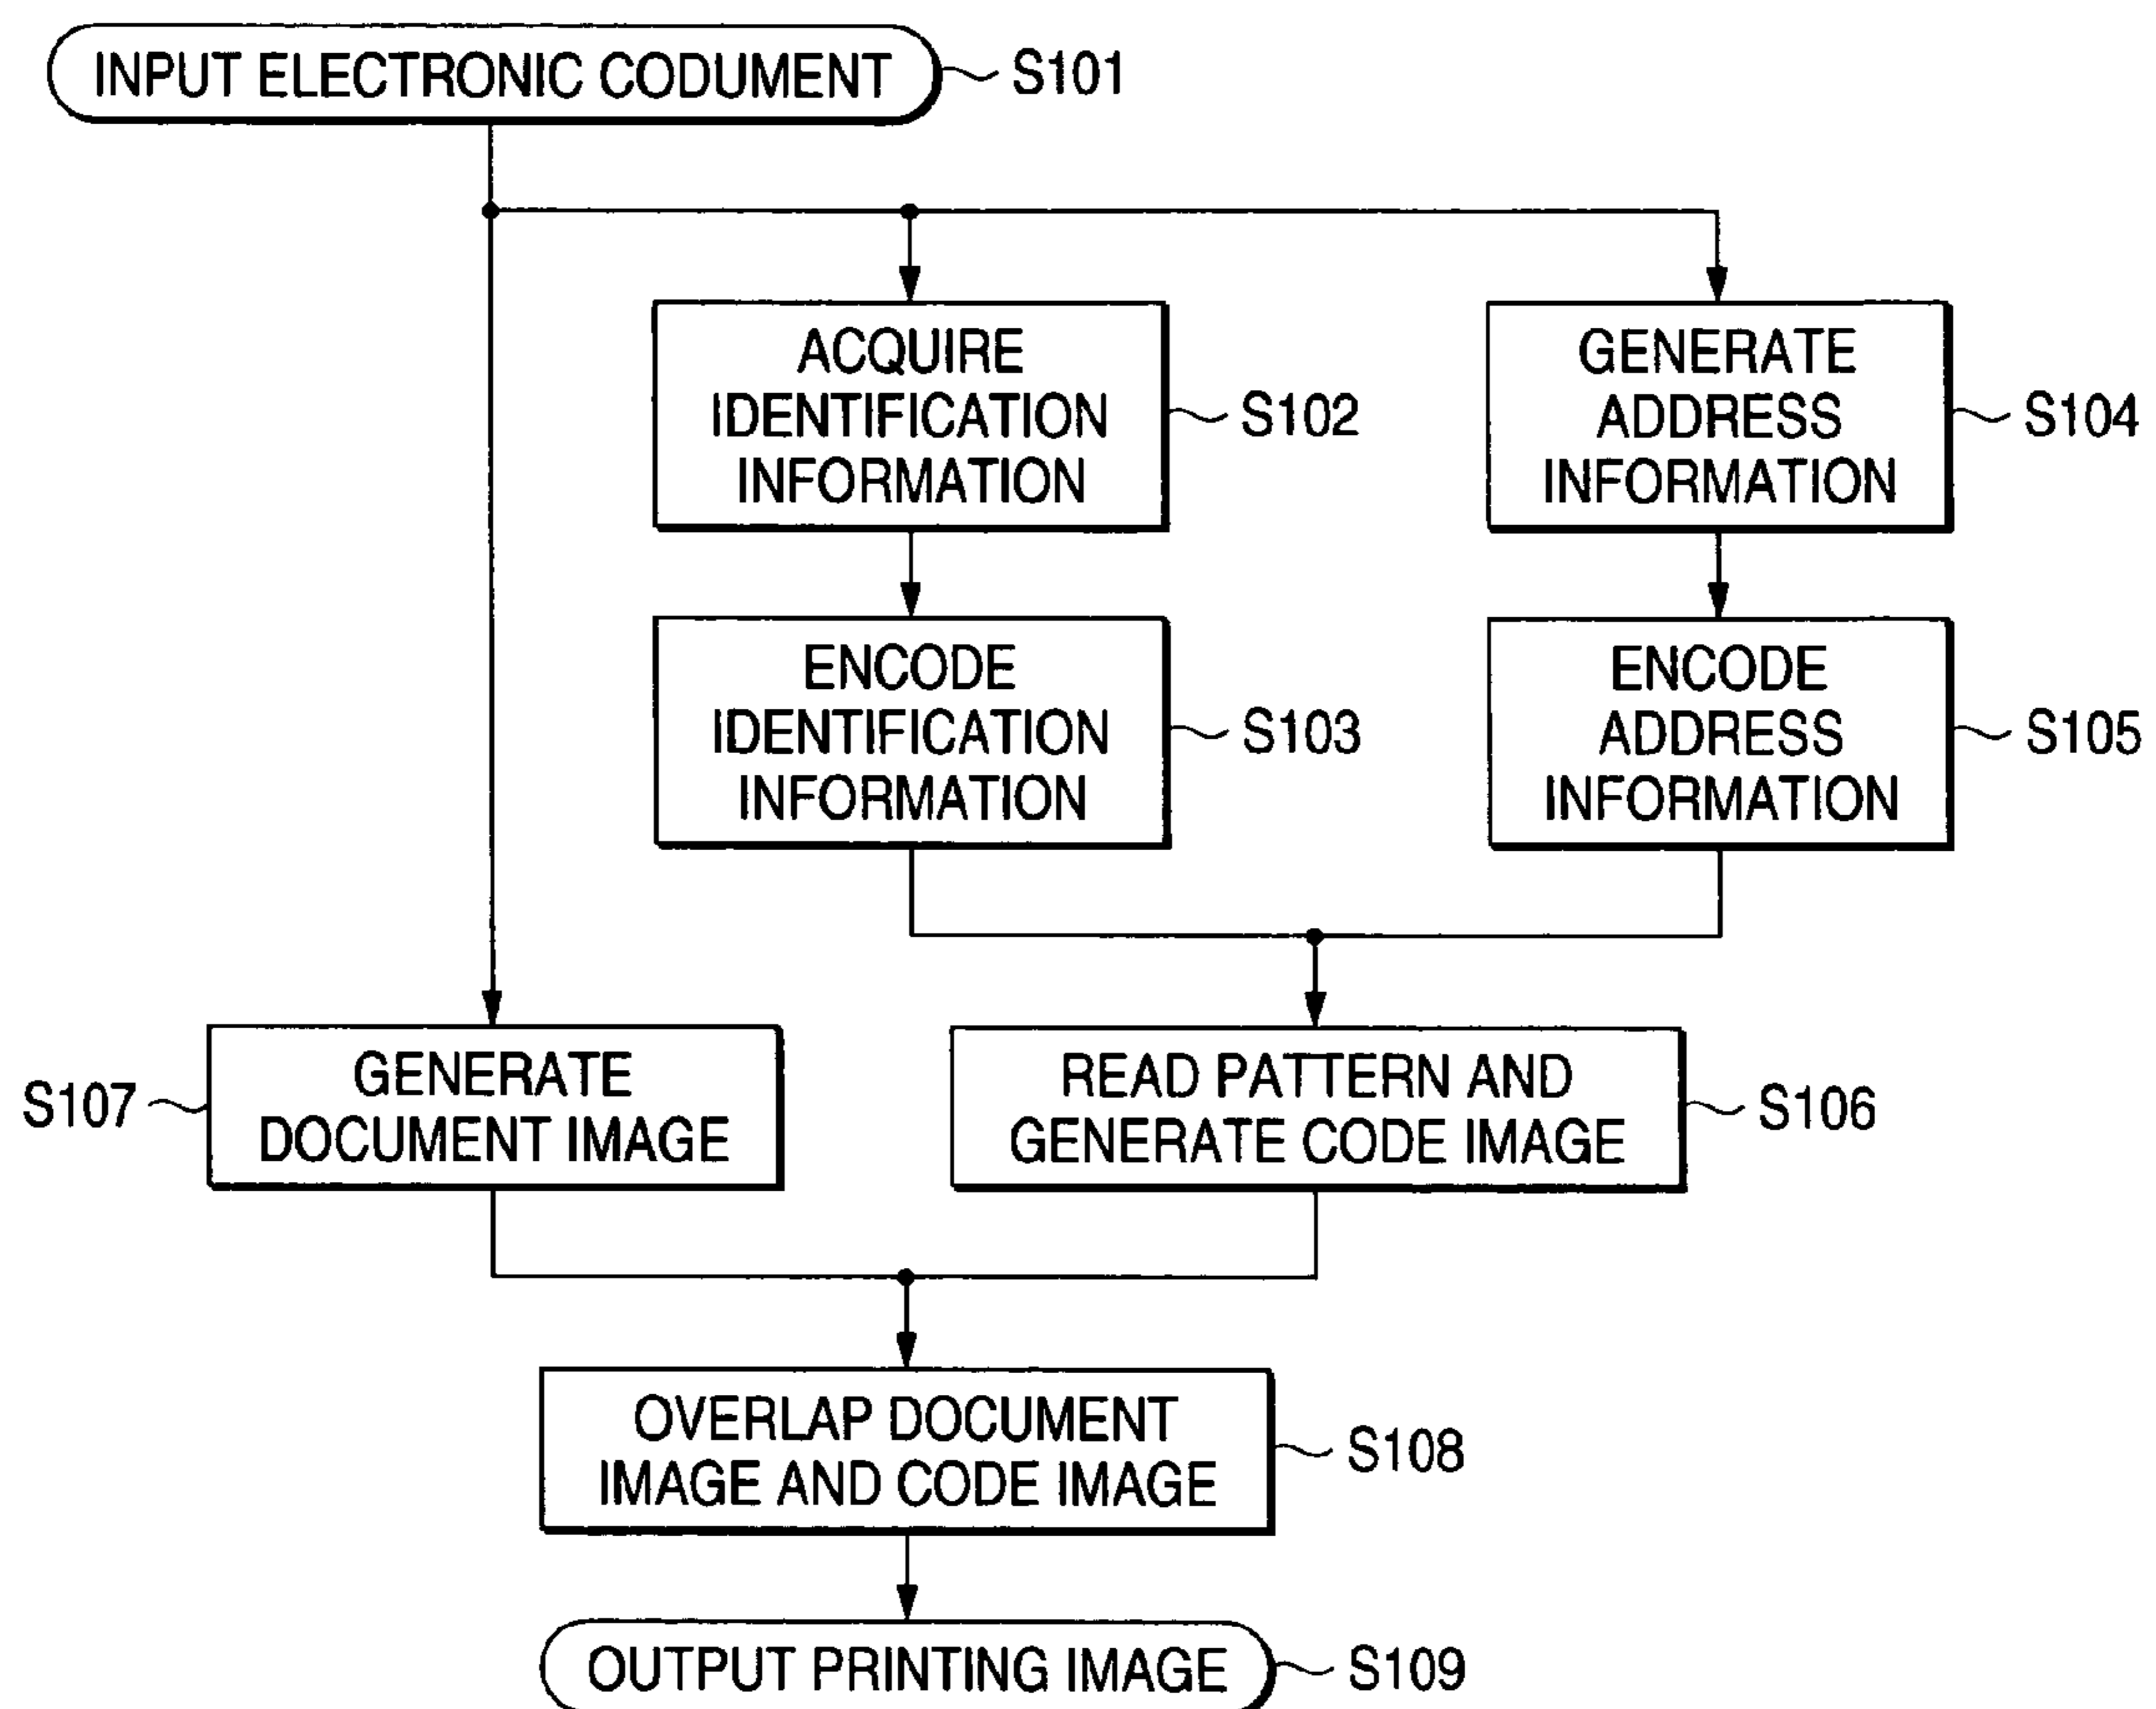 INPUT ELECTRONIC CODUMENT
S101
ACQUIRE
IDENTIFICATION
INFORMATION
S102
GENERATE
ADDRESS
INFORMATION
S104
ENCODE
IDENTIFICATION
INFORMATION
S103
ENCODE
ADDRESS
INFORMATION
S105
S107
GENERATE
DOCUMENT IMAGE
READ PATTERN AND
GENERATE CODE IMAGE
S106
OVERLAP DOCUMENT
IMAGE AND CODE IMAGE
S108
OUTPUT PRINTING IMAGE
S109